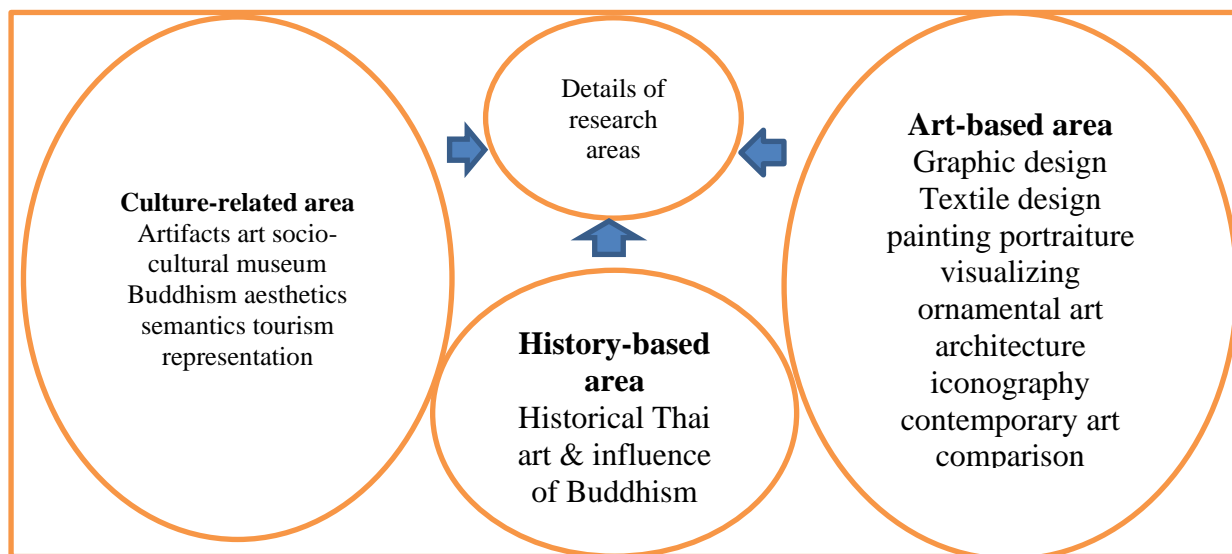 Details of
research
areas
Culture-related area
Artifacts art socio-
cultural museum
Buddhism aesthetics
semantics tourism
representation
History-based
area
Historical Thai
art & influence
of Buddhism
Art-based area
Graphic design
Textile design
painting portraiture
visualizing
ornamental art
architecture
iconography
contemporary art
comparison